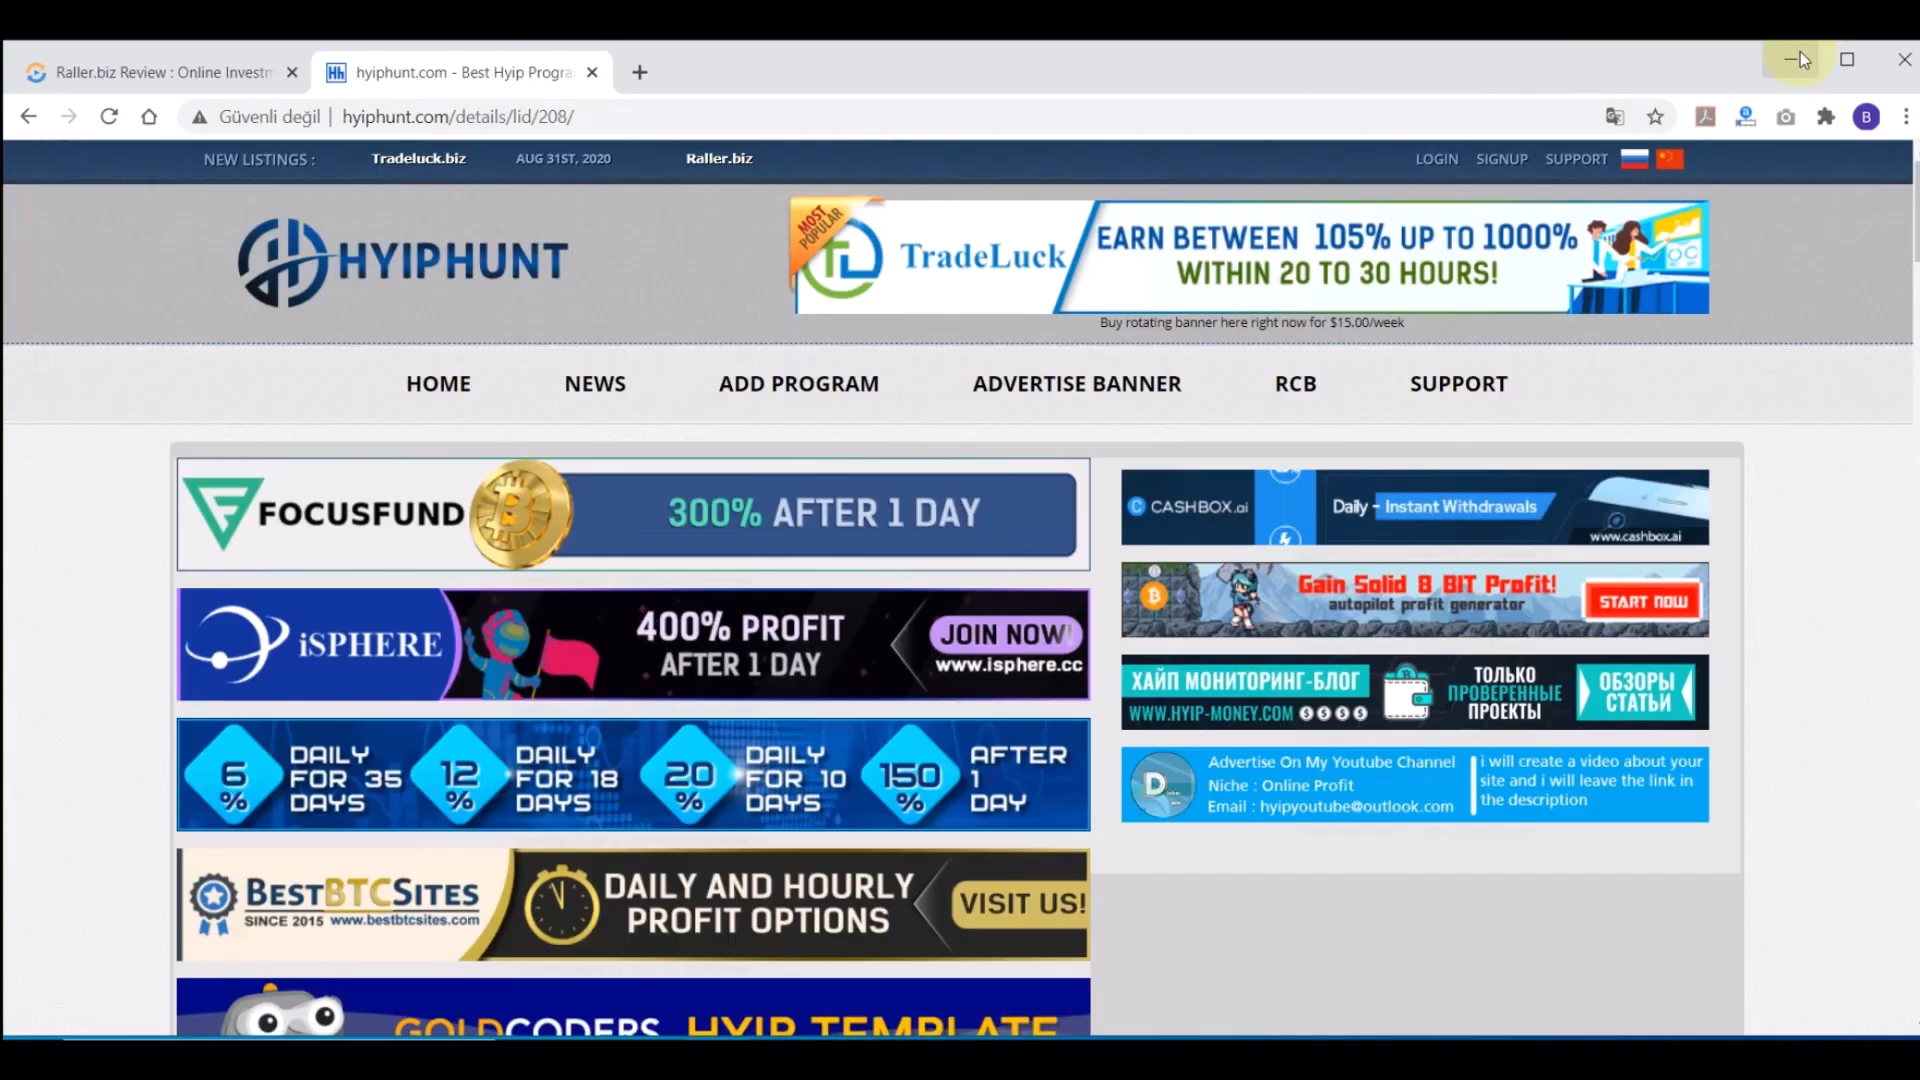 Raller.biz Review : Online Investm
hyiphunt.com - Best Hyip Progra
Güvenli değil | hyiphunt.com/details/lid/208/
B
NEW LISTINGS :
Tradeluck.biz
AUG 31ST, 2020
Raller.biz
LOGIN
SIGNUP
SUPPORT
HYIPHUNT
MOST POPULAR
TradeLuck
EARN BETWEEN 105% UP TO 1000%
WITHIN 20 TO 30 HOURS!
Buy rotating banner here right now for $15.00/week
HOME
NEWS
ADD PROGRAM
ADVERTISE BANNER
RCB
SUPPORT
FOCUSFUND
300% AFTER 1 DAY
iSPHERE
400% PROFIT
AFTER 1 DAY
JOIN NOW!
www.isphere.cc
6 %
DAILY
FOR 35
DAYS
12 %
DAILY
FOR 18
DAYS
20 %
DAILY
FOR 10
DAYS
150 %
AFTER
1
DAY
BESTBTCSITES
SINCE 2015 www.bestbtcsites.com
DAILY AND HOURLY
PROFIT OPTIONS
VISIT US!
GOLDCODERS HYIP TEMPLATE
CASHBOX.ai
Daily - Instant Withdrawals
www.cashbox.ai
Gain Solid 8 BIT Profit!
autopilot profit generator
START NOW
ХАЙП МОНИТОРИНГ-БЛОГ
WWW.HYIP-MONEY.COM
ТОЛЬКО
ПРОВЕРЕННЫЕ
ПРОЕКТЫ
ОБЗОРЫ
СТАТЬИ
Advertise On My Youtube Channel
Niche : Online Profit
Email : hyipyoutube@outlook.com
i will create a video about your
site and i will leave the link in
the description